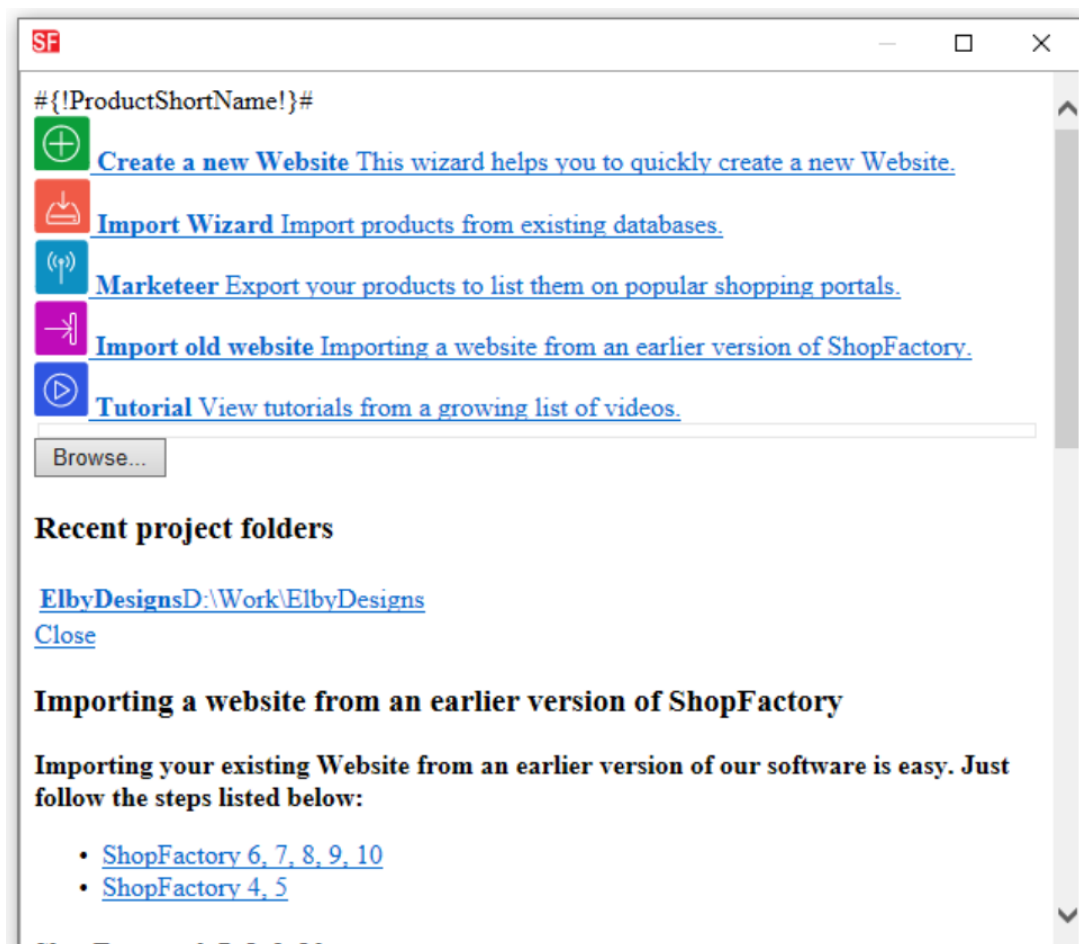 SF
#{!ProductShortName!}#
Create a new Website This wizard helps you to quickly create a new Website.
Import Wizard Import products from existing databases.
Marketeer Export your products to list them on popular shopping portals.
Import old website Importing a website from an earlier version of ShopFactory.
Tutorial View tutorials from a growing list of videos.
Browse...
Recent project folders
ElbyDesignsD:\Work\ElbyDesigns
Close
Importing a website from an earlier version of ShopFactory
Importing your existing Website from an earlier version of our software is easy. Just
follow the steps listed below:
• ShopFactory 6, 7, 8, 9, 10
• ShopFactory 4, 5